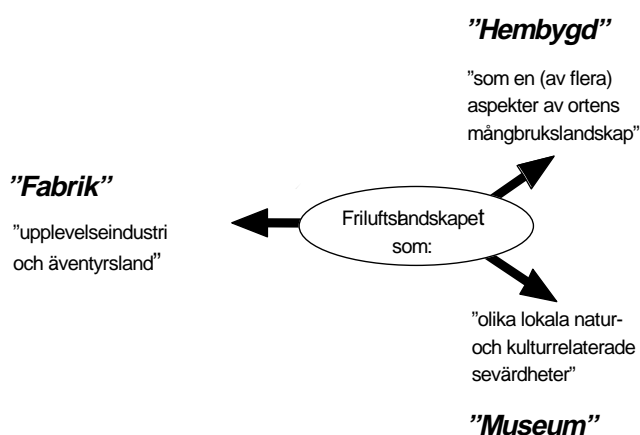 ”Hembygd”
”som en (av flera)
aspekter av ortens
mångbrukslandskap”
”Fabrik”
”upplevelseindustri
och äventyrsland”
Friluftslandskapet
som:
”olika lokala natur-
och kulturrelaterade
sevärdheter”
”Museum”